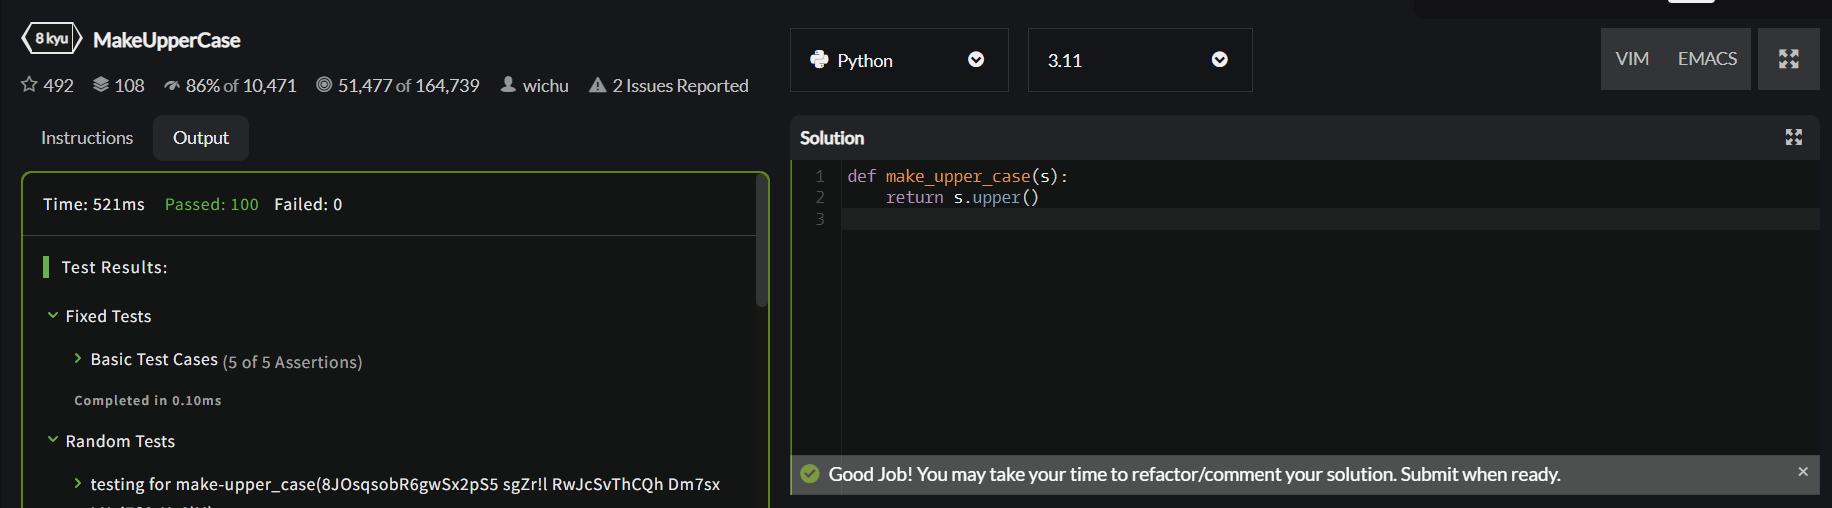 8 kyu MakeUpperCase
492 108 86% of 10,471 51,477 of 164,739 wichu 2 Issues Reported
Instructions Output
Time: 521ms Passed: 100 Failed: 0
Test Results:
Fixed Tests
Basic Test Cases (5 of 5 Assertions)
Completed in 0.10ms
Random Tests
testing for make-upper_case(8JOsqsobR6gwSx2pS5 sgZr!l RwJcSvThCQh Dm7sx
Python 3.11 VIM EMACS
Solution
1 def make_upper_case(s):
2     return s.upper()
3
Good Job! You may take your time to refactor/comment your solution. Submit when ready. ×